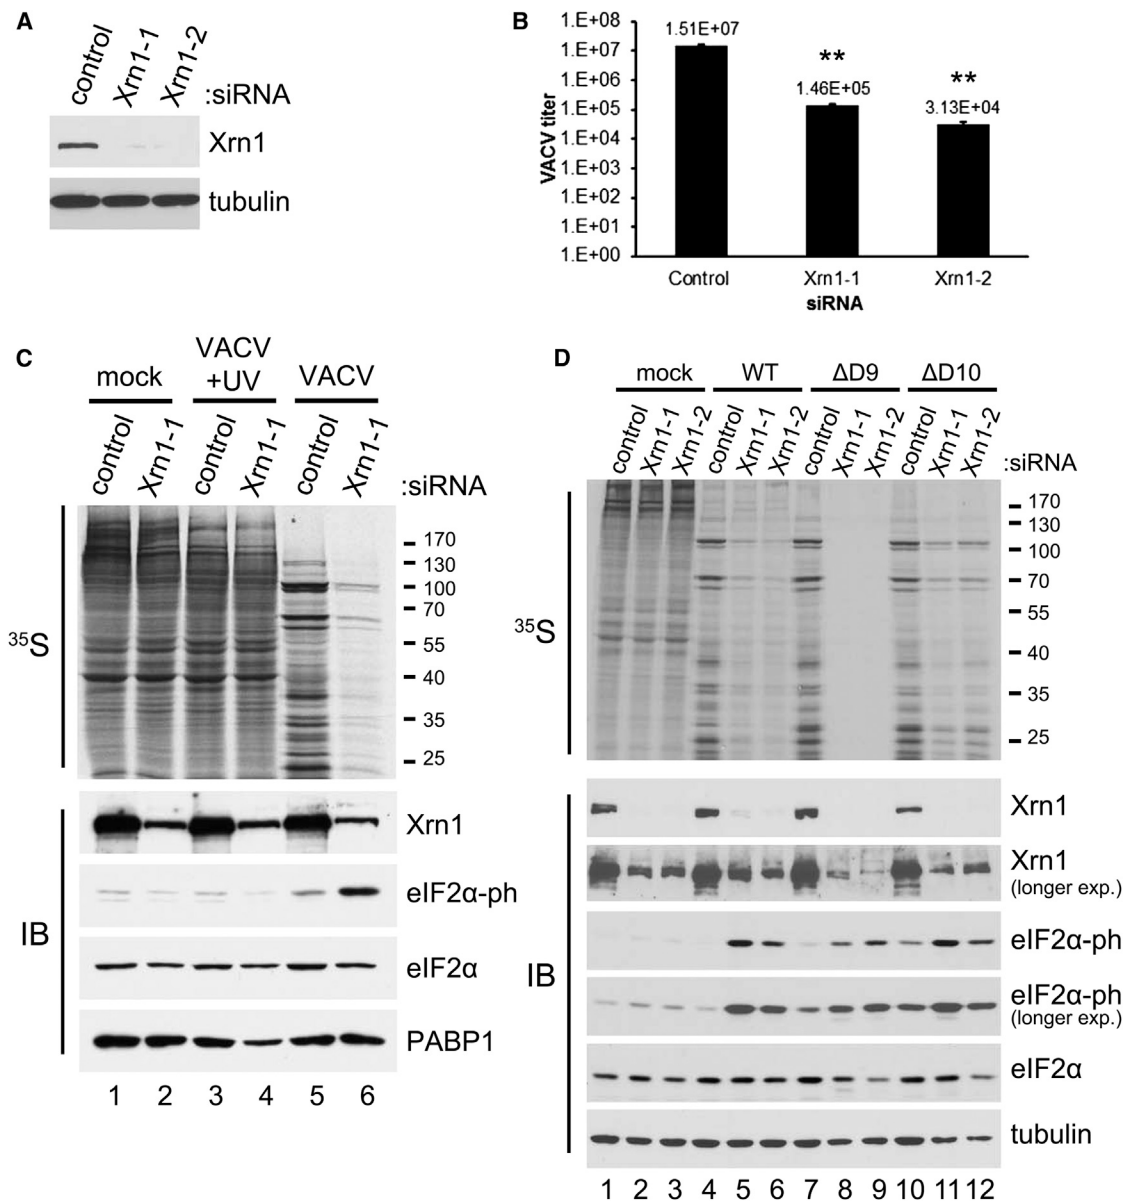 A
control
Xrn1-1
Xrn1-2
:siRNA
Xrn1
tubulin
B
VACV titer
1.E+08
1.E+07
1.E+06
1.E+05
1.E+04
1.E+03
1.E+02
1.E+01
1.E+00
1.51E+07
**
1.46E+05
**
3.13E+04
Control
Xrn1-1
Xrn1-2
siRNA
C
mock
VACV
+UV
VACV
control
Xrn1-1
control
Xrn1-1
control
Xrn1-1
:siRNA
35S
170
130
100
70
55
40
35
25
IB
Xrn1
eIF2α-ph
eIF2α
PABP1
1 2 3 4 5 6
D
mock
WT
ΔD9
ΔD10
control
Xrn1-1
Xrn1-2
control
Xrn1-1
Xrn1-2
control
Xrn1-1
Xrn1-2
control
Xrn1-1
Xrn1-2
:siRNA
35S
170
130
100
70
55
40
35
25
IB
Xrn1
Xrn1
(longer exp.)
eIF2α-ph
eIF2α-ph
(longer exp.)
eIF2α
tubulin
1 2 3 4 5 6 7 8 9 10 11 12